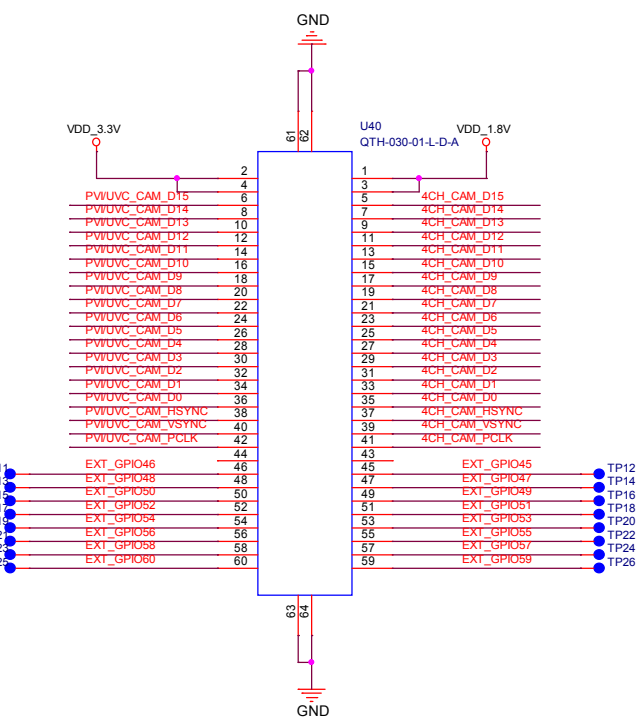 GND
61 62
U40
QTH-030-01-L-D-A
VDD_3.3V
VDD_1.8V
2 1
4 3
PVI/UVC_CAM_D15 6 5 4CH_CAM_D15
PVI/UVC_CAM_D14 8 7 4CH_CAM_D14
PVI/UVC_CAM_D13 10 9 4CH_CAM_D13
PVI/UVC_CAM_D12 12 11 4CH_CAM_D12
PVI/UVC_CAM_D11 14 13 4CH_CAM_D11
PVI/UVC_CAM_D10 16 15 4CH_CAM_D10
PVI/UVC_CAM_D9 18 17 4CH_CAM_D9
PVI/UVC_CAM_D8 20 19 4CH_CAM_D8
PVI/UVC_CAM_D7 22 21 4CH_CAM_D7
PVI/UVC_CAM_D6 24 23 4CH_CAM_D6
PVI/UVC_CAM_D5 26 25 4CH_CAM_D5
PVI/UVC_CAM_D4 28 27 4CH_CAM_D4
PVI/UVC_CAM_D3 30 29 4CH_CAM_D3
PVI/UVC_CAM_D2 32 31 4CH_CAM_D2
PVI/UVC_CAM_D1 34 33 4CH_CAM_D1
PVI/UVC_CAM_D0 36 35 4CH_CAM_D0
PVI/UVC_CAM_HSYNC 38 37 4CH_CAM_HSYNC
PVI/UVC_CAM_VSYNC 40 39 4CH_CAM_VSYNC
PVI/UVC_CAM_PCLK 42 41 4CH_CAM_PCLK
44 43
EXT_GPIO46 46 45 EXT_GPIO45 TP12
EXT_GPIO48 48 47 EXT_GPIO47 TP14
EXT_GPIO50 50 49 EXT_GPIO49 TP16
EXT_GPIO52 52 51 EXT_GPIO51 TP18
EXT_GPIO54 54 53 EXT_GPIO53 TP20
EXT_GPIO56 56 55 EXT_GPIO55 TP22
EXT_GPIO58 58 57 EXT_GPIO57 TP24
EXT_GPIO60 60 59 EXT_GPIO59 TP26
63 64
GND